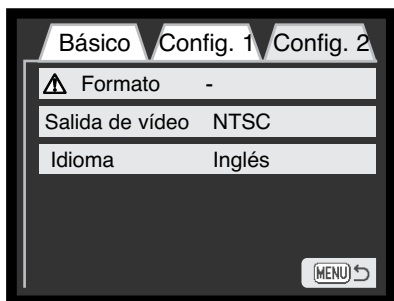 Básico Config. 1 Config. 2
Formato -
Salida de vídeo NTSC
Idioma Inglés
MENU